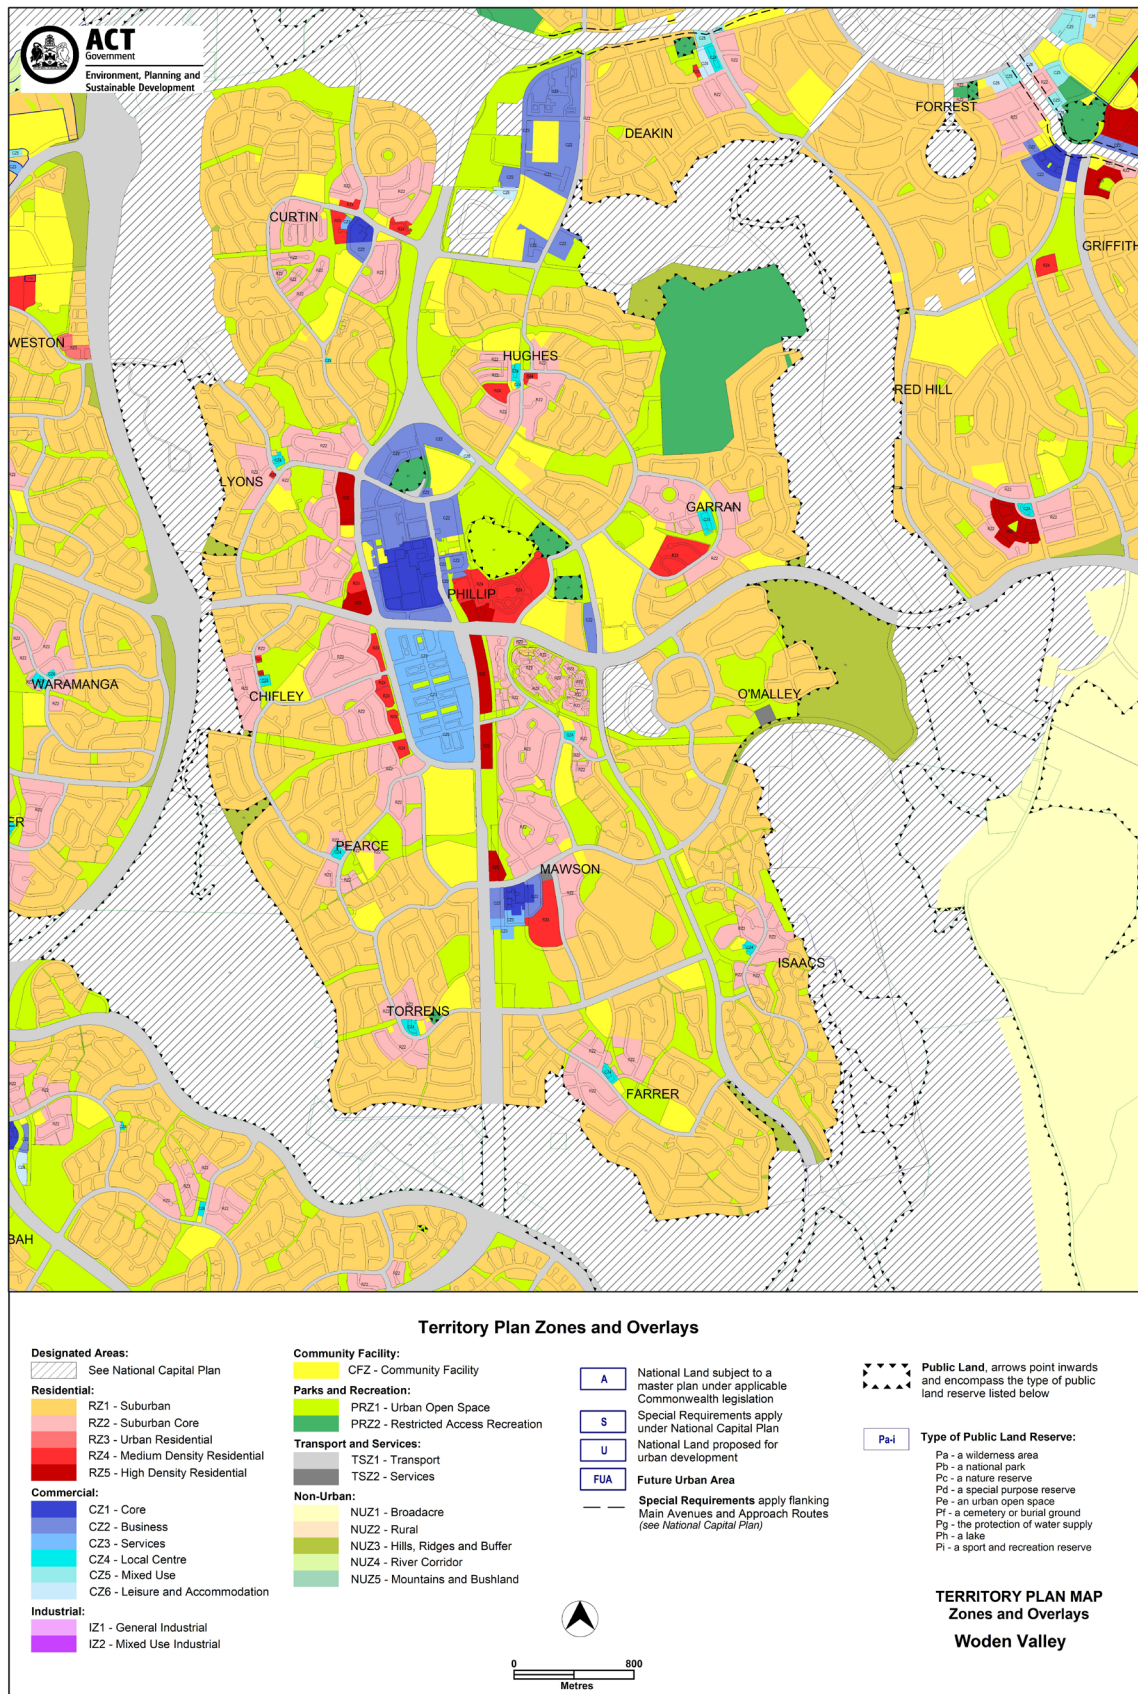 ACT
Government
Environment, Planning and
Sustainable Development
DEAKIN
FORREST
CURTIN
GRIFFITH
WESTON
HUGHES
RED HILL
LYONS
GARRAN
PHILLIP
WARAMANGA
CHIFLEY
O'MALLEY
ER
PEARCE
MAWSON
ISAACS
TORRENS
FARRER
BAH
Territory Plan Zones and Overlays
Designated Areas:
See National Capital Plan
Residential:
RZ1 - Suburban
RZ2 - Suburban Core
RZ3 - Urban Residential
RZ4 - Medium Density Residential
RZ5 - High Density Residential
Commercial:
CZ1 - Core
CZ2 - Business
CZ3 - Services
CZ4 - Local Centre
CZ5 - Mixed Use
CZ6 - Leisure and Accommodation
Industrial:
IZ1 - General Industrial
IZ2 - Mixed Use Industrial
Community Facility:
CFZ - Community Facility
Parks and Recreation:
PRZ1 - Urban Open Space
PRZ2 - Restricted Access Recreation
Transport and Services:
TSZ1 - Transport
TSZ2 - Services
Non-Urban:
NUZ1 - Broadacre
NUZ2 - Rural
NUZ3 - Hills, Ridges and Buffer
NUZ4 - River Corridor
NUZ5 - Mountains and Bushland
A
National Land subject to a
master plan under applicable
Commonwealth legislation
S
Special Requirements apply
under National Capital Plan
U
National Land proposed for
urban development
FUA
Future Urban Area
Special Requirements apply flanking
Main Avenues and Approach Routes
(see National Capital Plan)
Public Land, arrows point inwards
and encompass the type of public
land reserve listed below
Pa-i
Type of Public Land Reserve:
Pa - a wilderness area
Pb - a national park
Pc - a nature reserve
Pd - a special purpose reserve
Pe - an urban open space
Pf - a cemetery or burial ground
Pg - the protection of water supply
Ph - a lake
Pi - a sport and recreation reserve
0 800
Metres
TERRITORY PLAN MAP
Zones and Overlays
Woden Valley